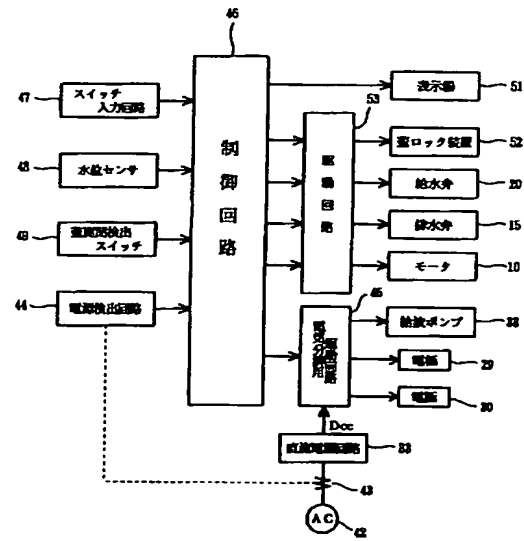 46
47
スイッチ
入力回路
48
水位センサ
49
蓋開閉検出
スイッチ
44
電源検出回路
制御回路
53
駆動回路
表示部
51
蓋ロック装置
52
給水弁
20
排水弁
15
モータ
10
45
給液ポンプ
電極
29
電極
30
Dcc
直流電源回路
33
43
AC
42